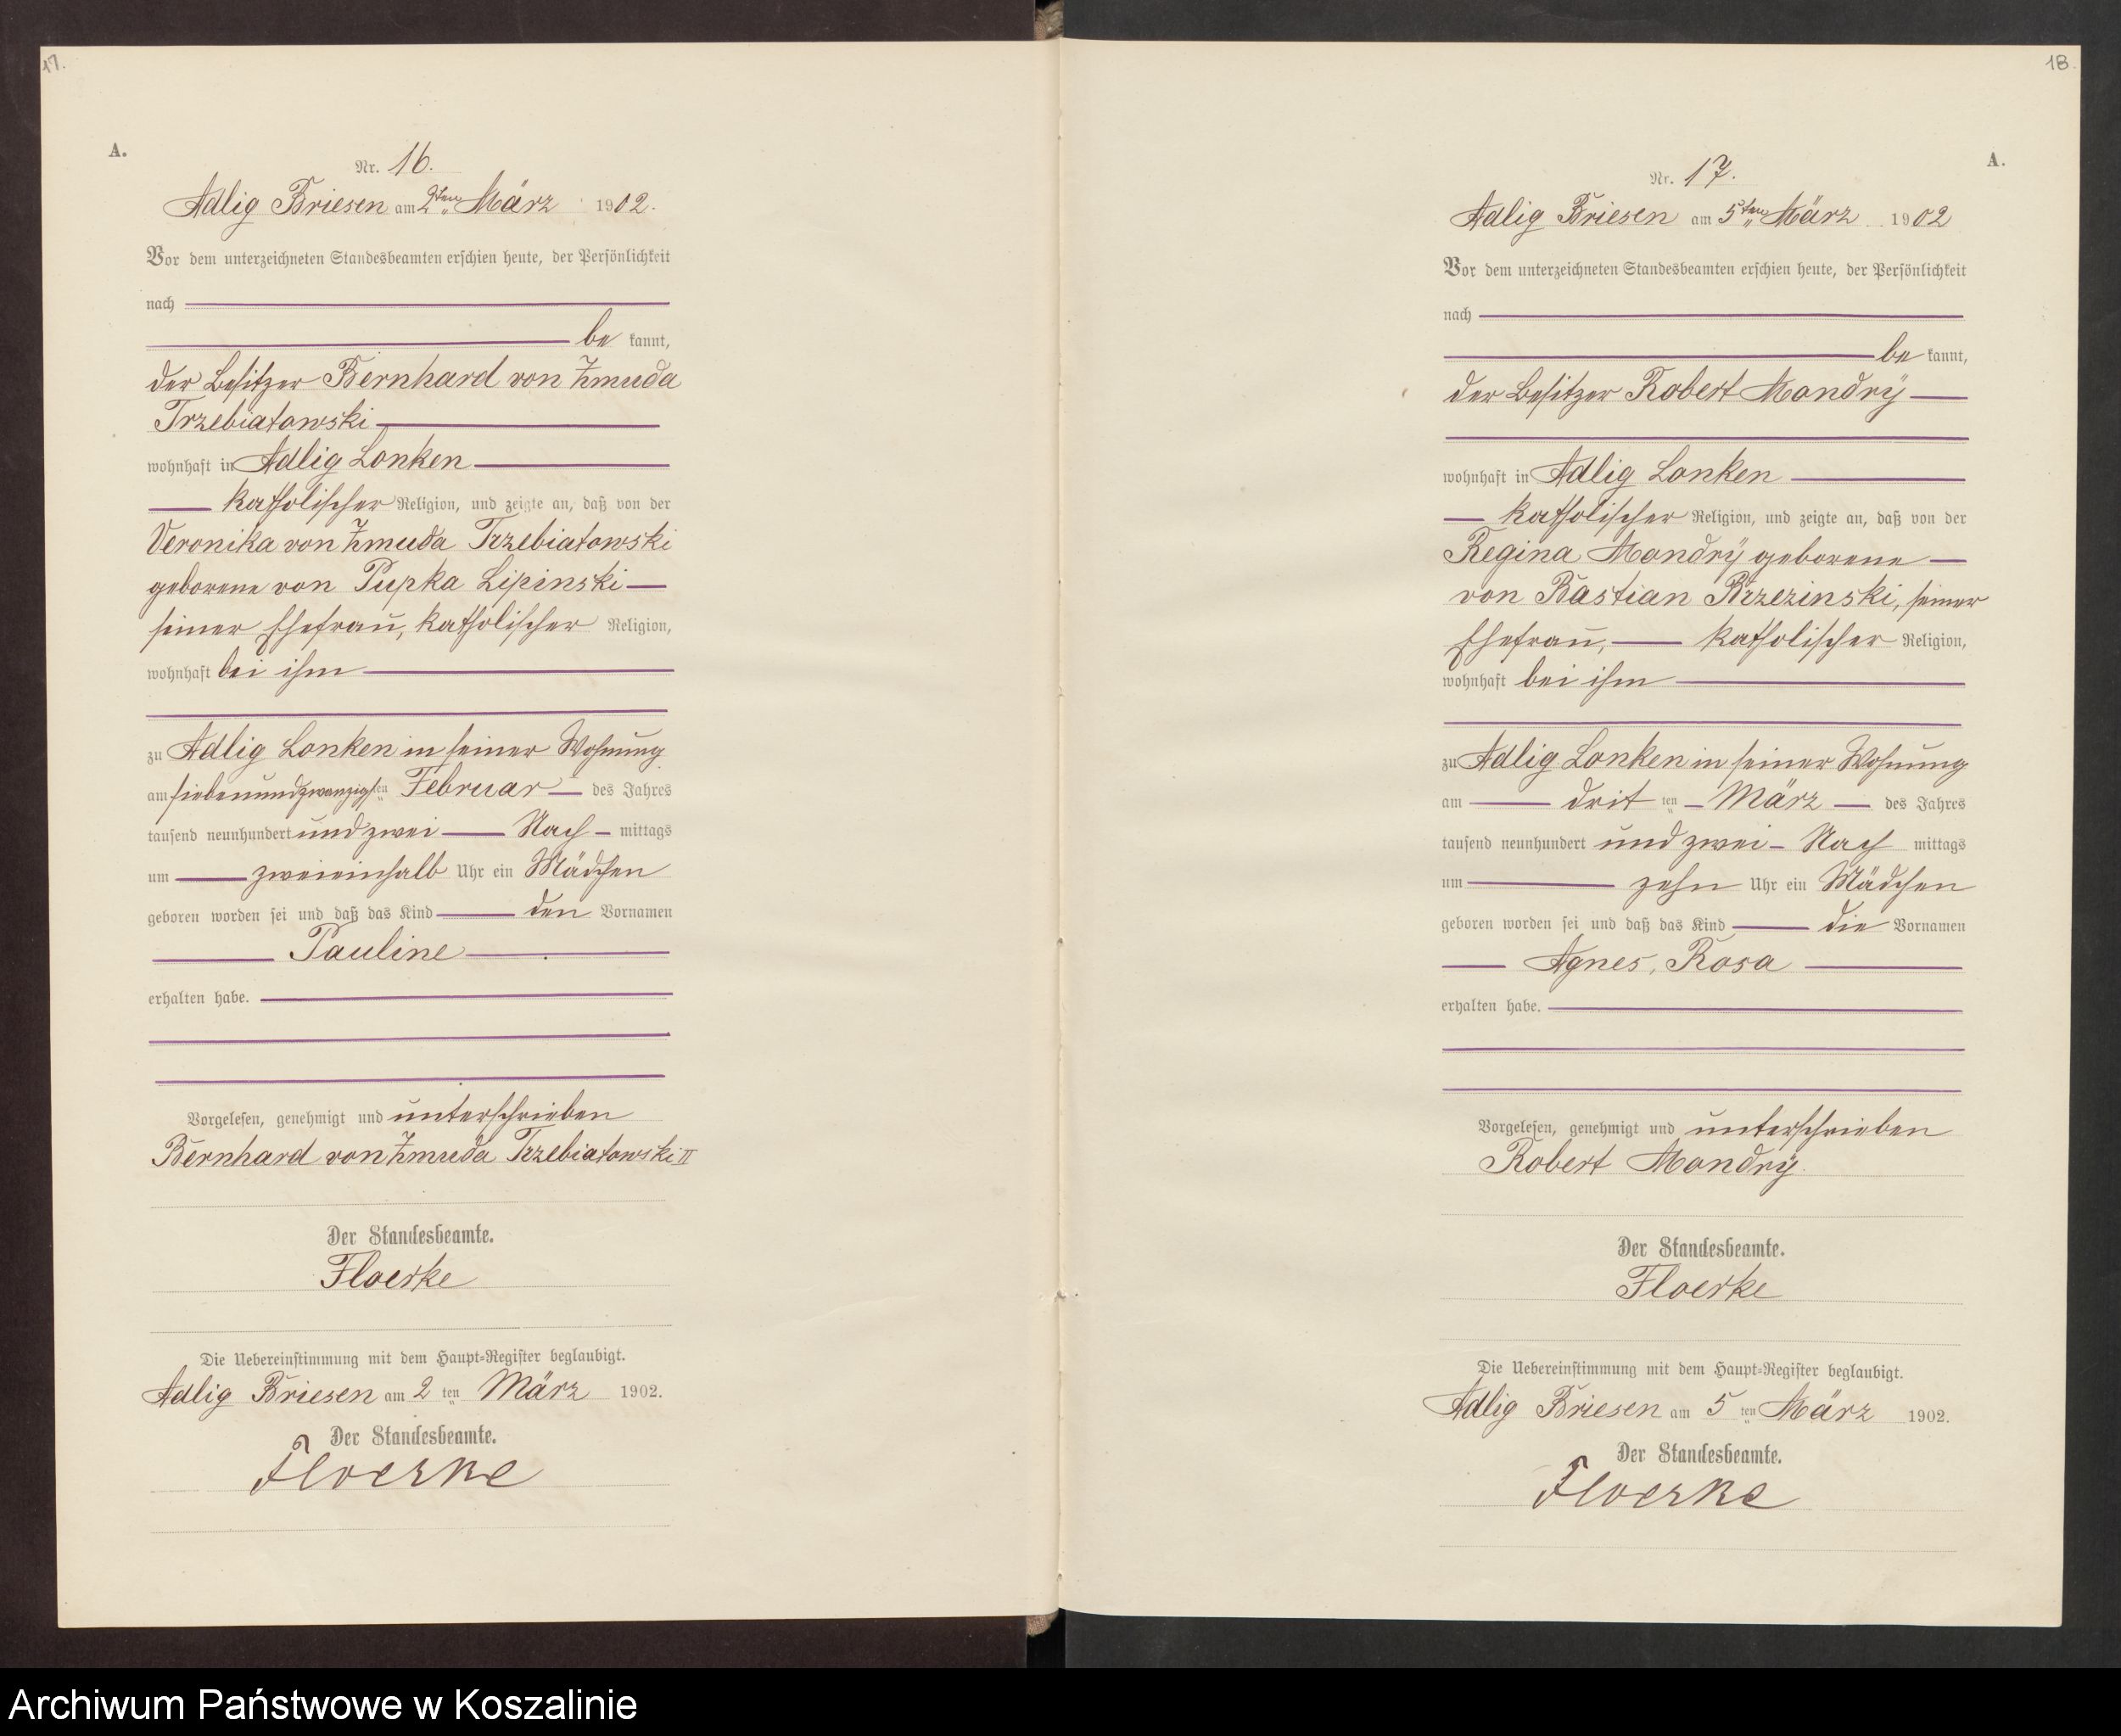 17.
A.
Nr. 16.
Adlig Briesen am 2ten März 1902.
Vor dem unterzeichneten Standesbeamten erschien heute, der Persönlichkeit
nach
be kannt,
der Besitzer Bernhard von Zmuda
Trzebiatowski
wohnhaft in Adlig Lonken
katholischer Religion, und zeigte an, daß von der
Veronika von Zmuda Trzebiatowski
geborene von Pupka Lipinski
seiner Ehefrau, katholischer Religion,
wohnhaft bei ihm
zu Adlig Lonken in seiner Wohnung
am siebenundzwanzigsten Februar des Jahres
tausend neunhundert und zwei Nach mittags
um zweieinhalb Uhr ein Mädchen
geboren worden sei und daß das Kind den Vornamen
Pauline
erhalten habe.
Vorgelesen, genehmigt und unterschrieben
Bernhard von Zmuda Trzebiatowski II
Der Standesbeamte.
Floerke
Die Uebereinstimmung mit dem Haupt-Register beglaubigt.
Adlig Briesen am 2 ten März 1902.
Der Standesbeamte.
Floerke
18.
A.
Nr. 17.
Adlig Briesen am 5ten März 1902
Vor dem unterzeichneten Standesbeamten erschien heute, der Persönlichkeit
nach
be kannt,
der Besitzer Robert Mondrÿ
wohnhaft in Adlig Lonken
katholischer Religion, und zeigte an, daß von der
Regina Mondrÿ geborene
von Bastian Brzezinski, seiner
Ehefrau, katholischer Religion,
wohnhaft bei ihm
zu Adlig Lonken in seiner Wohnung
am drit ten März des Jahres
tausend neunhundert und zwei Nach mittags
um zehn Uhr ein Mädchen
geboren worden sei und daß das Kind die Vornamen
Agnes, Rosa
erhalten habe.
Vorgelesen, genehmigt und unterschrieben
Robert Mondrÿ
Der Standesbeamte.
Floerke
Die Uebereinstimmung mit dem Haupt-Register beglaubigt.
Adlig Briesen am 5 ten März 1902.
Der Standesbeamte.
Floerke
Archiwum Państwowe w Koszalinie